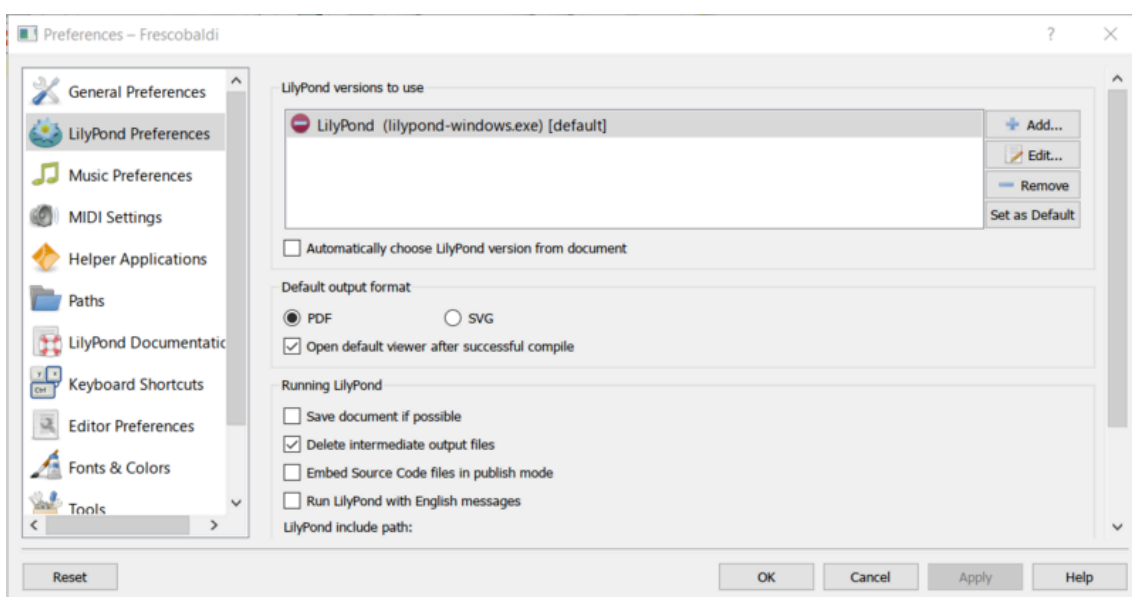 Preferences – Frescobaldi
?
General Preferences
LilyPond Preferences
Music Preferences
MIDI Settings
Helper Applications
Paths
LilyPond Documentatic
Keyboard Shortcuts
Ctrl
Editor Preferences
Fonts & Colors
Tools
LilyPond versions to use
LilyPond (lilypond-windows.exe) [default]
Add...
Edit...
Remove
Set as Default
Automatically choose LilyPond version from document
Default output format
PDF SVG
Open default viewer after successful compile
Running LilyPond
Save document if possible
Delete intermediate output files
Embed Source Code files in publish mode
Run LilyPond with English messages
LilyPond include path:
Reset OK Cancel Apply Help